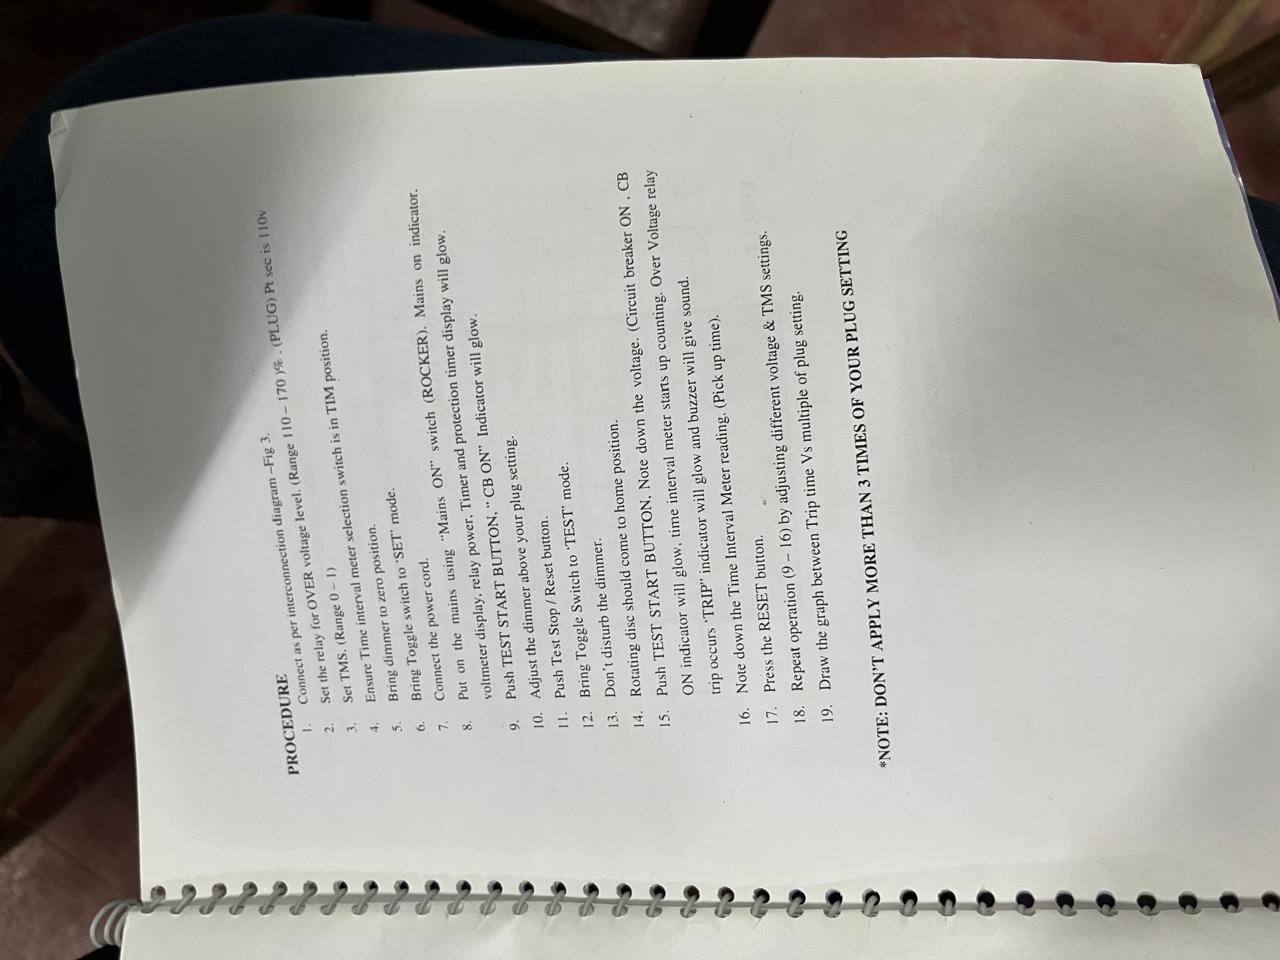 PROCEDURE
1. Connect as per interconnection diagram –Fig 3.
2. Set the relay for OVER voltage level. (Range 110 – 170 )% . (PLUG) Pt sec is 110v
3. Set TMS. (Range 0 – 1)
4. Ensure Time interval meter selection switch is in TIM position.
5. Bring dimmer to zero position.
6. Bring Toggle switch to ‘SET’ mode.
7. Connect the power cord.
8. Put on the mains using “Mains ON” switch (ROCKER). Mains on indicator.
voltmeter display, relay power, Timer and protection timer display will glow.
9. Push TEST START BUTTON, “ CB ON” Indicator will glow.
10. Adjust the dimmer above your plug setting.
11. Push Test Stop / Reset button.
12. Bring Toggle Switch to ‘TEST’ mode.
13. Don’t disturb the dimmer.
14. Rotating disc should come to home position.
15. Push TEST START BUTTON, Note down the voltage. (Circuit breaker ON , CB
ON indicator will glow, time interval meter starts up counting. Over Voltage relay
trip occurs ‘TRIP” indicator will glow and buzzer will give sound.
16. Note down the Time Interval Meter reading. (Pick up time).
17. Press the RESET button.
18. Repeat operation (9 – 16) by adjusting different voltage & TMS settings.
19. Draw the graph between Trip time Vs multiple of plug setting.
*NOTE: DON’T APPLY MORE THAN 3 TIMES OF YOUR PLUG SETTING